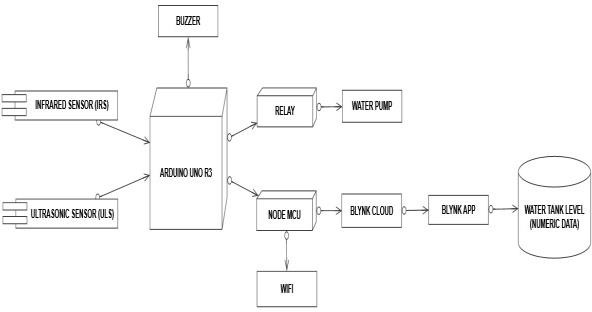 BUZZER
INFRARED SENSOR (IRS)
RELAY
WATER PUMP
ARDUINO UNO R3
ULTRASONIC SENSOR (ULS)
NODE MCU
BLYNK CLOUD
BLYNK APP
WATER TANK LEVEL
(NUMERIC DATA)
WIFI